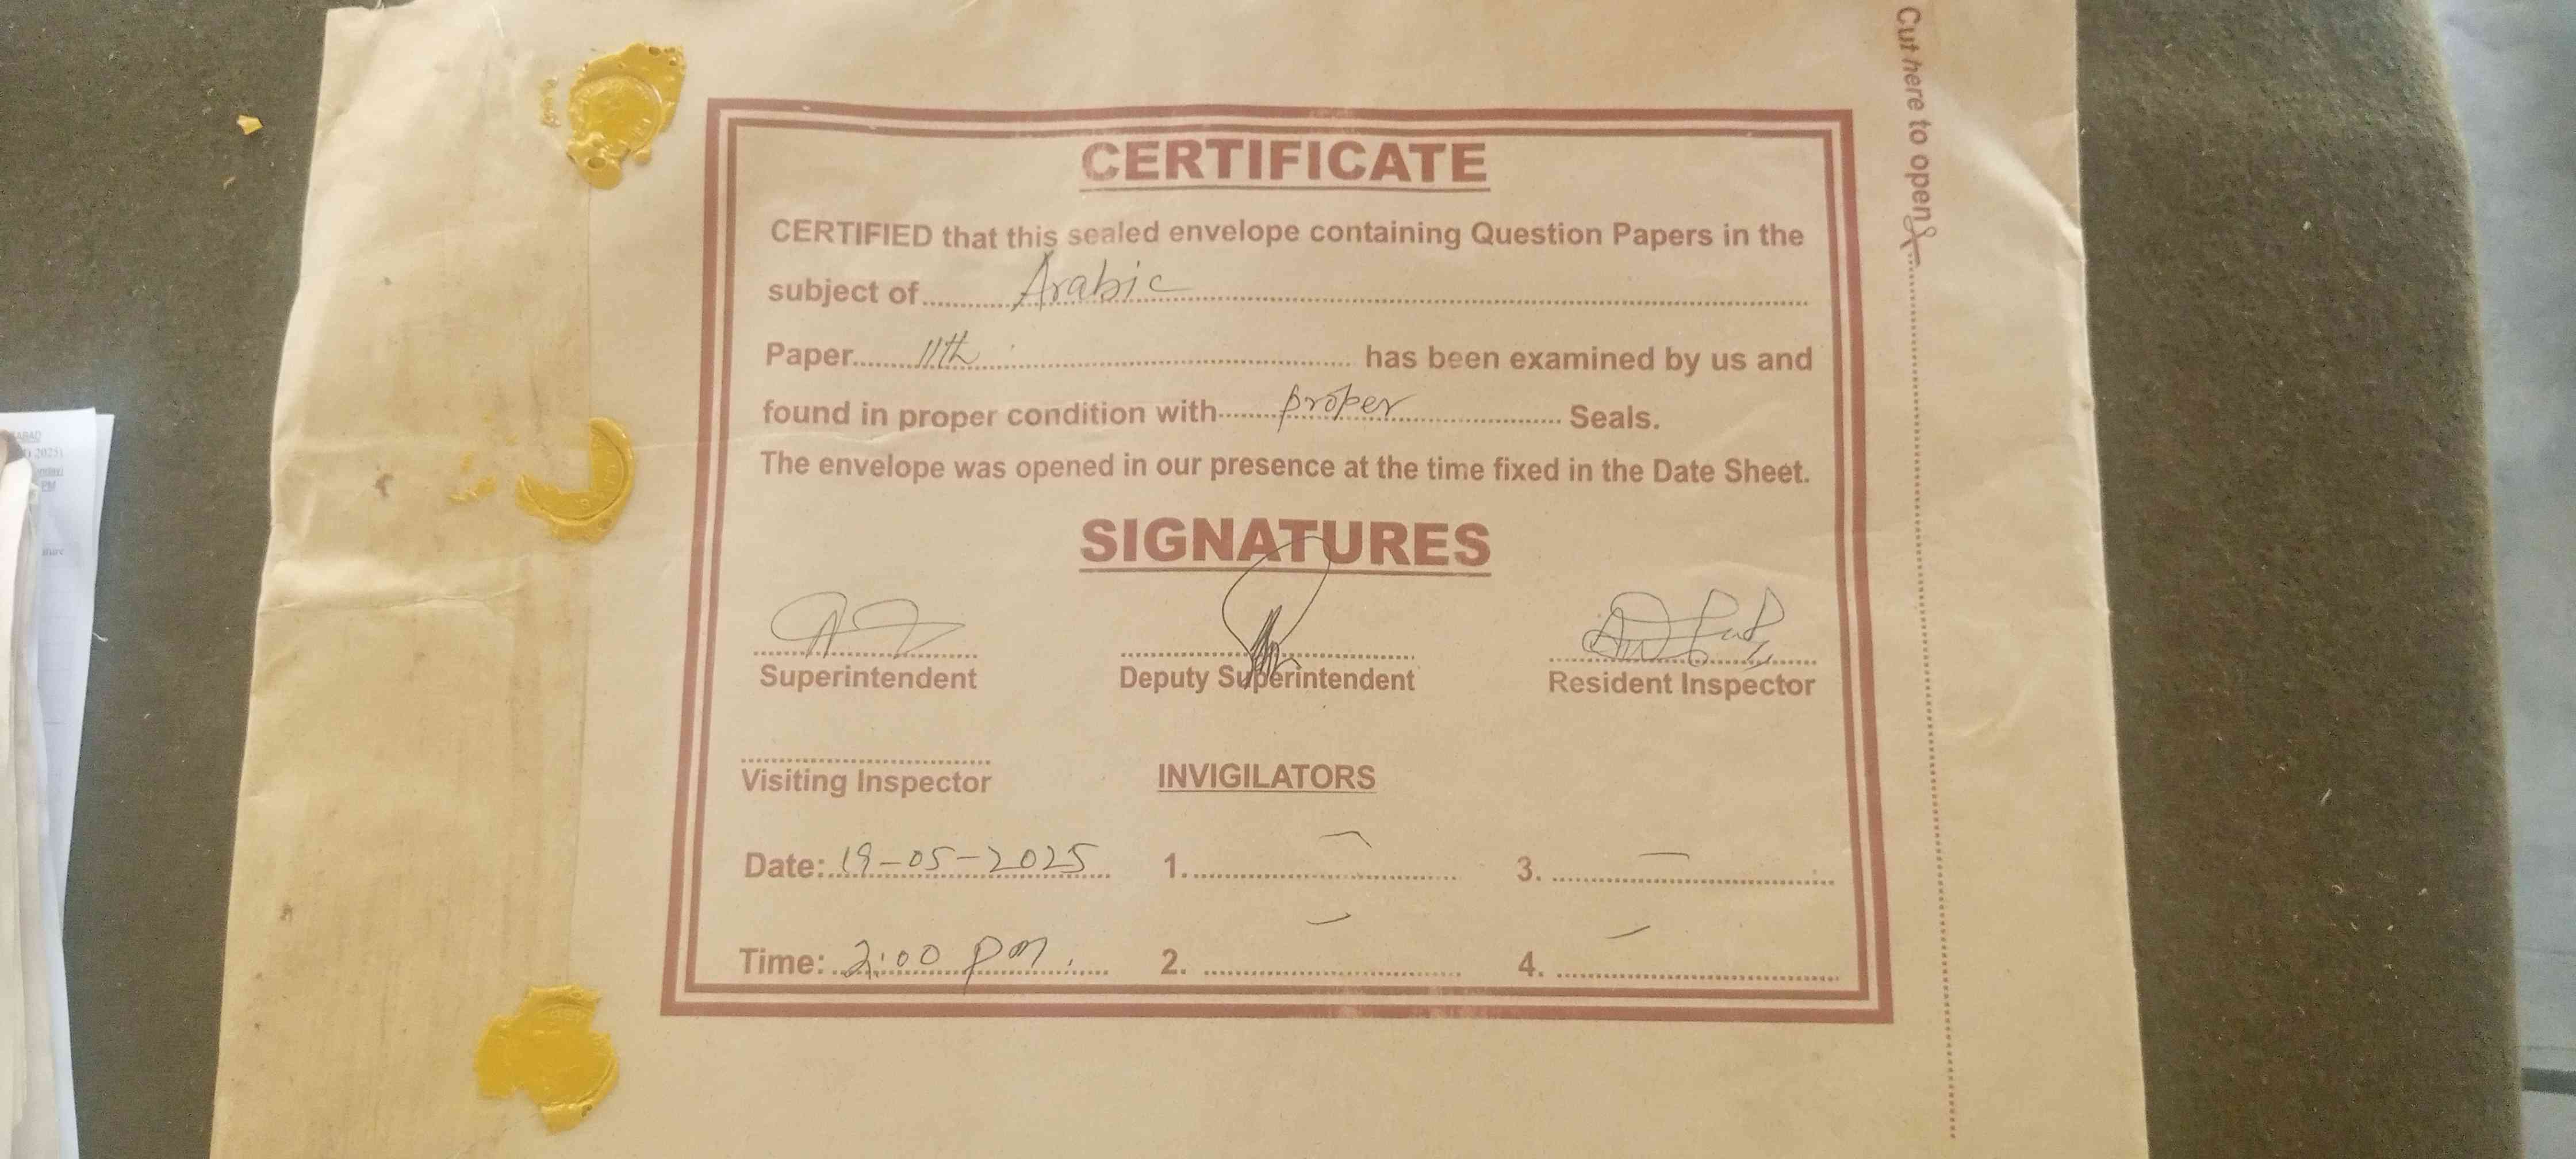 Cut here to open
CERTIFICATE
CERTIFIED that this sealed envelope containing Question Papers in the
subject of Arabic
Paper 11th has been examined by us and
found in proper condition with proper Seals.
The envelope was opened in our presence at the time fixed in the Date Sheet.
SIGNATURES
Superintendent Deputy Superintendent Resident Inspector
Visiting Inspector INVIGILATORS
Date: 19-05-2025 1. — 3. —
Time: 2:00 pm. 2. — 4. —
2025)
PM